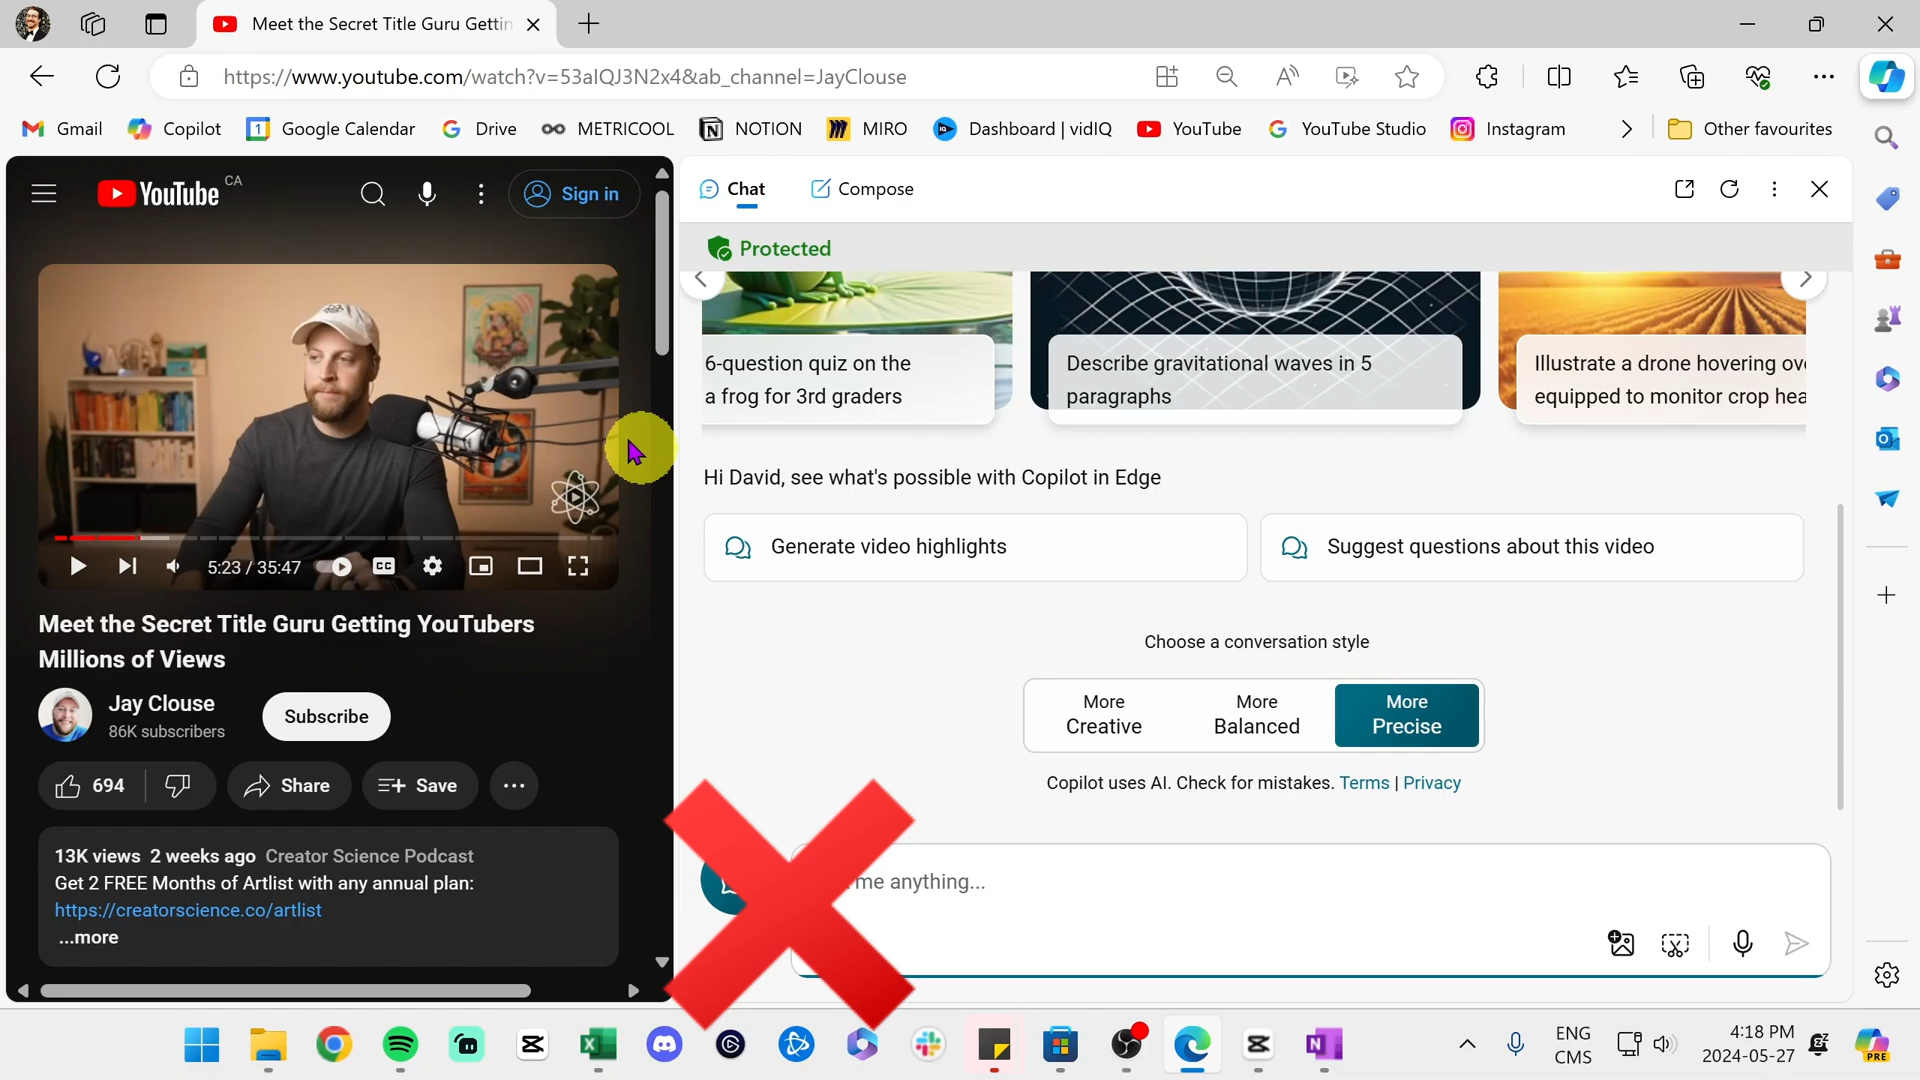 Meet the Secret Title Guru Gettin
https://www.youtube.com/watch?v=53aIQJ3N2x4&ab_channel=JayClouse
Gmail
Copilot
1
Google Calendar
Drive
METRICOOL
NOTION
MIRO
Dashboard | vidIQ
YouTube
YouTube Studio
Instagram
Other favourites
YouTube CA
Sign in
5:23 / 35:47
CC
Meet the Secret Title Guru Getting YouTubers
Millions of Views
Jay Clouse
86K subscribers
Subscribe
694
Share
Save
13K views 2 weeks ago Creator Science Podcast
Get 2 FREE Months of Artlist with any annual plan:
https://creatorscience.co/artlist
...more
Chat
Compose
Protected
6-question quiz on the
a frog for 3rd graders
Describe gravitational waves in 5
paragraphs
Illustrate a drone hovering ov
equipped to monitor crop hea
Hi David, see what's possible with Copilot in Edge
Generate video highlights
Suggest questions about this video
Choose a conversation style
More
Creative
More
Balanced
More
Precise
Copilot uses AI. Check for mistakes. Terms | Privacy
me anything...
ENG
CMS
4:18 PM
2024-05-27
PRE